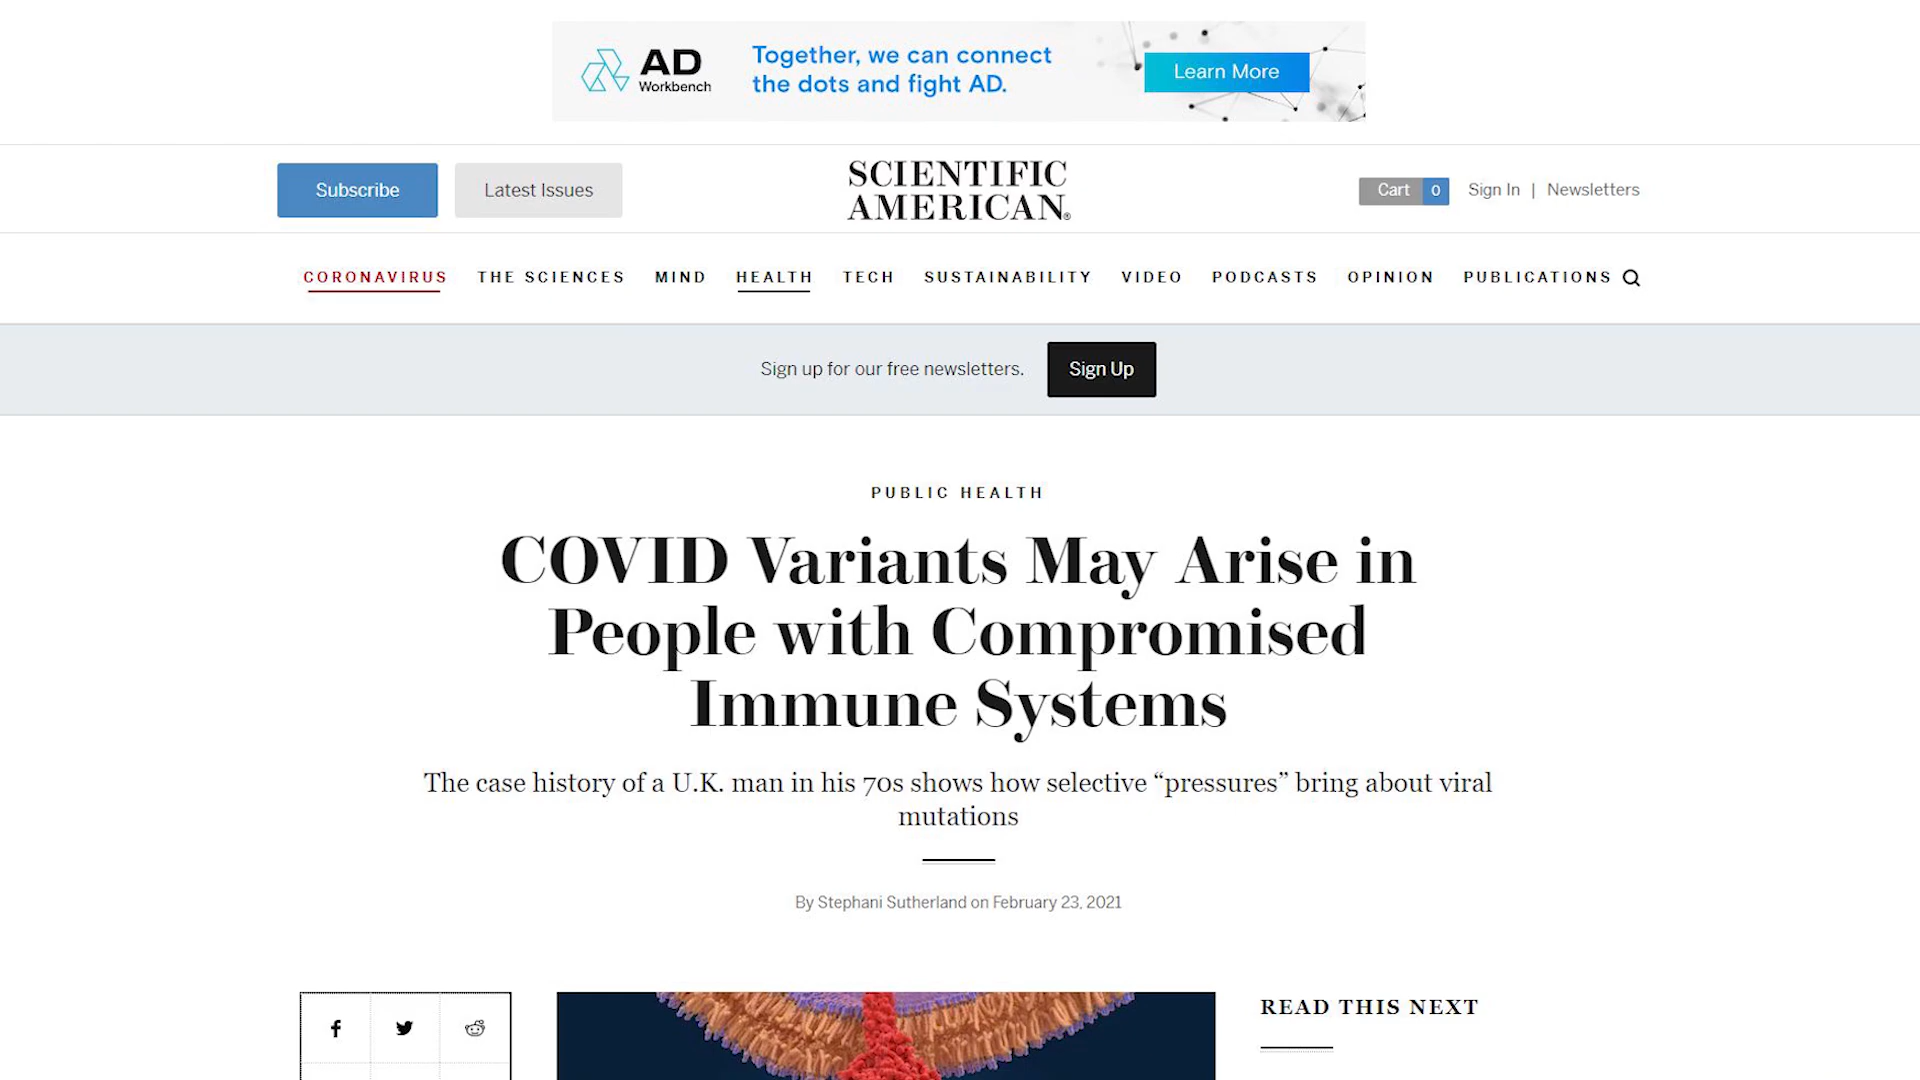 AD
Workbench
Together, we can connect
the dots and fight AD.
Learn More
Subscribe
Latest Issues
SCIENTIFIC
AMERICAN®
Cart 0
Sign In | Newsletters
CORONAVIRUS THE SCIENCES MIND HEALTH TECH SUSTAINABILITY VIDEO PODCASTS OPINION PUBLICATIONS
Sign up for our free newsletters.
Sign Up
PUBLIC HEALTH
COVID Variants May Arise in
People with Compromised
Immune Systems
The case history of a U.K. man in his 70s shows how selective “pressures” bring about viral
mutations
By Stephani Sutherland on February 23, 2021
READ THIS NEXT